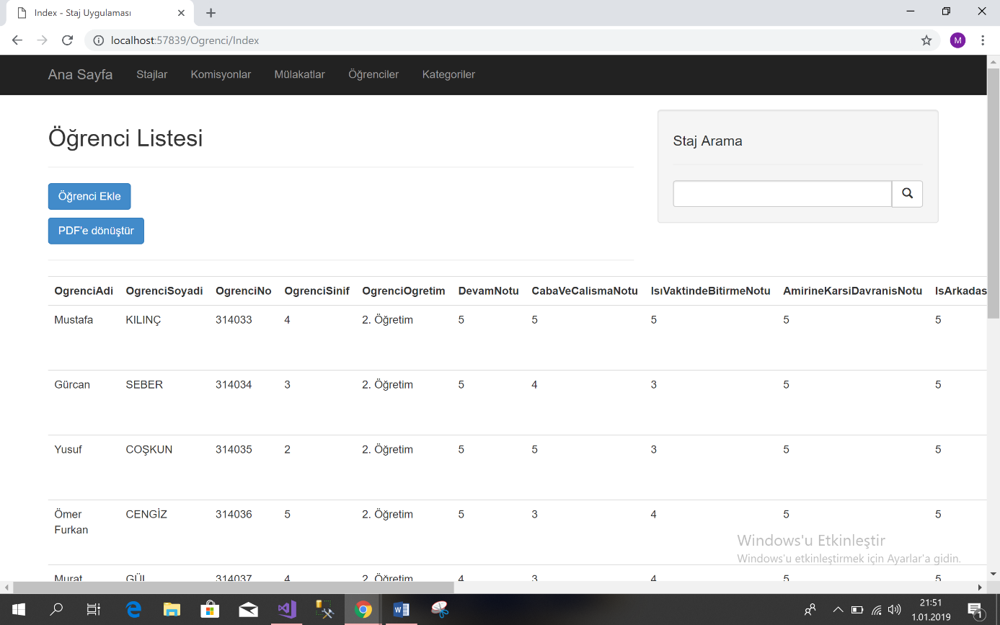 Index - Staj Uygulaması
localhost:57839/Ogrenci/Index
M
Ana Sayfa Stajlar Komisyonlar Mülakatlar Öğrenciler Kategoriler
Öğrenci Listesi
Staj Arama
Öğrenci Ekle
PDF'e dönüştür
OgrenciAdi OgrenciSoyadi OgrenciNo OgrenciSinif OgrenciOgretim DevamNotu CabaVeCalismaNotu IsıVaktindeBitirmeNotu AmirineKarsiDavranisNotu IsArkadas
Mustafa KILINÇ 314033 4 2. Öğretim 5 5 5 5 5
Gürcan SEBER 314034 3 2. Öğretim 5 4 3 5 5
Yusuf COŞKUN 314035 2 2. Öğretim 5 5 3 5 5
Ömer Furkan CENGİZ 314036 5 2. Öğretim 5 3 4 5 5
Murat GÜL 314037 4 2. Öğretim 4 3 4 5 5
Windows'u Etkinleştir
Windows'u etkinleştirmek için Ayarlar'a gidin.
21:51
1.01.2019
1